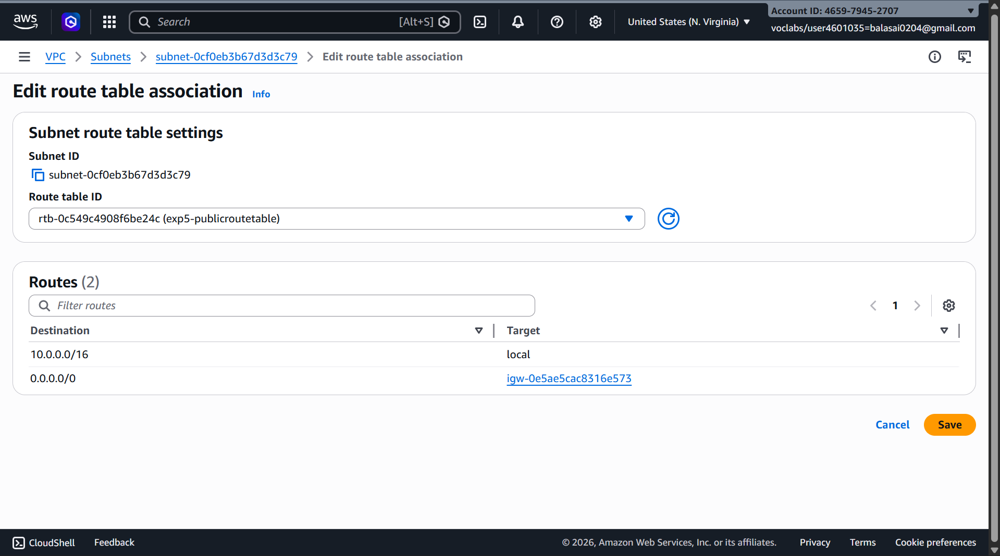 aws
Search [Alt+S]
United States (N. Virginia)
Account ID: 4659-7945-2707
voclabs/user4601035=balasai0204@gmail.com
VPC
Subnets
subnet-0cf0eb3b67d3d3c79
Edit route table association
Edit route table association Info
Subnet route table settings
Subnet ID
subnet-0cf0eb3b67d3d3c79
Route table ID
rtb-0c549c4908f6be24c (exp5-publicroutetable)
Routes (2)
Filter routes
1
Destination Target
10.0.0.0/16 local
0.0.0.0/0 igw-0e5ae5cac8316e573
Cancel Save
CloudShell Feedback © 2026, Amazon Web Services, Inc. or its affiliates. Privacy Terms Cookie preferences